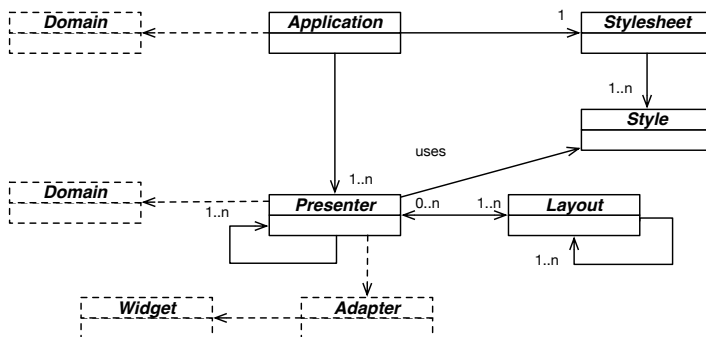 Domain
Application
1
Stylesheet
1..n
Style
uses
1..n
Domain
Presenter
0..n
1..n
Layout
1..n
1..n
Widget
Adapter